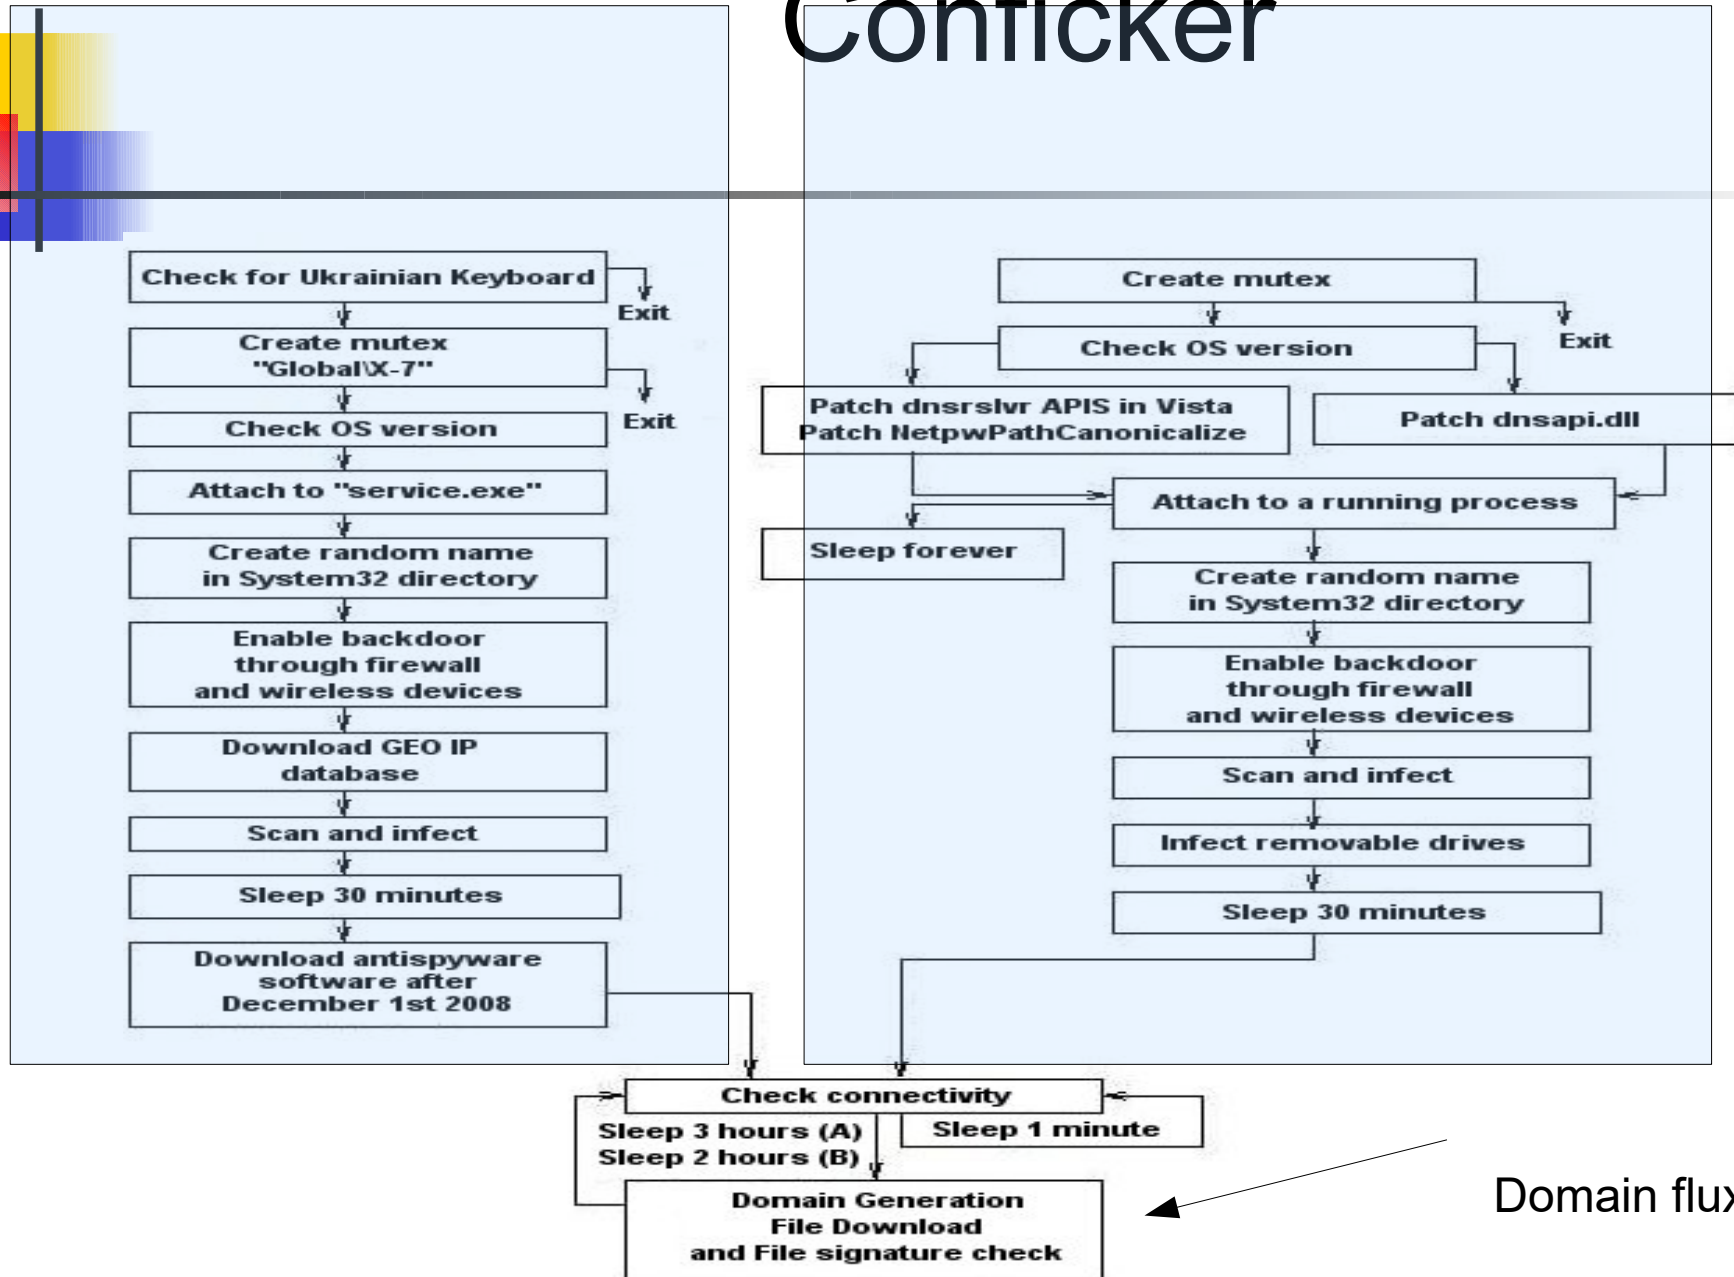 Conficker
Check for Ukrainian Keyboard
Exit
Create mutex
"Global\X-7"
Exit
Check OS version
Attach to "service.exe"
Create random name
in System32 directory
Enable backdoor
through firewall
and wireless devices
Download GEO IP
database
Scan and infect
Sleep 30 minutes
Download antispyware
software after
December 1st 2008
Create mutex
Exit
Check OS version
Patch dnsrslvr APIS in Vista
Patch NetpwPathCanonicalize
Patch dnsapi.dll
Attach to a running process
Sleep forever
Create random name
in System32 directory
Enable backdoor
through firewall
and wireless devices
Scan and infect
Infect removable drives
Sleep 30 minutes
Check connectivity
Sleep 3 hours (A)
Sleep 2 hours (B)
Sleep 1 minute
Domain Generation
File Download
and File signature check
Domain flux